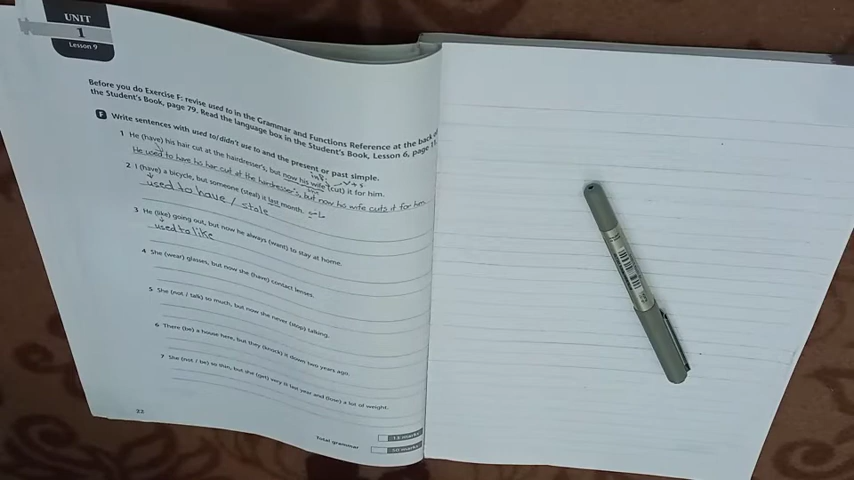 UNIT
1
Lesson 9
Before you do Exercise F: revise used to in the Grammar and Functions Reference at the back of
the Student's Book, page 79. Read the language box in the Student's Book, Lesson 6, page 11.
F Write sentences with used to/didn't use to and the present or past simple.
1 He (have) his hair cut at the hairdresser's, but now his wife (cut) it for him.
He used to have his hair cut at the hairdresser's, but now his wife cuts it for him.
2 I (have) a bicycle, but someone (steal) it last month.
used to have / stole
3 He (like) going out, but now he always (want) to stay at home.
used to like
4 She (wear) glasses, but now she (have) contact lenses.
5 She (not / talk) so much, but now she never (stop) talking.
6 There (be) a house here, but they (knock) it down two years ago.
7 She (not / be) so thin, but she (get) very ill last year and (lose) a lot of weight.
22
Total grammar
15 marks
50 marks